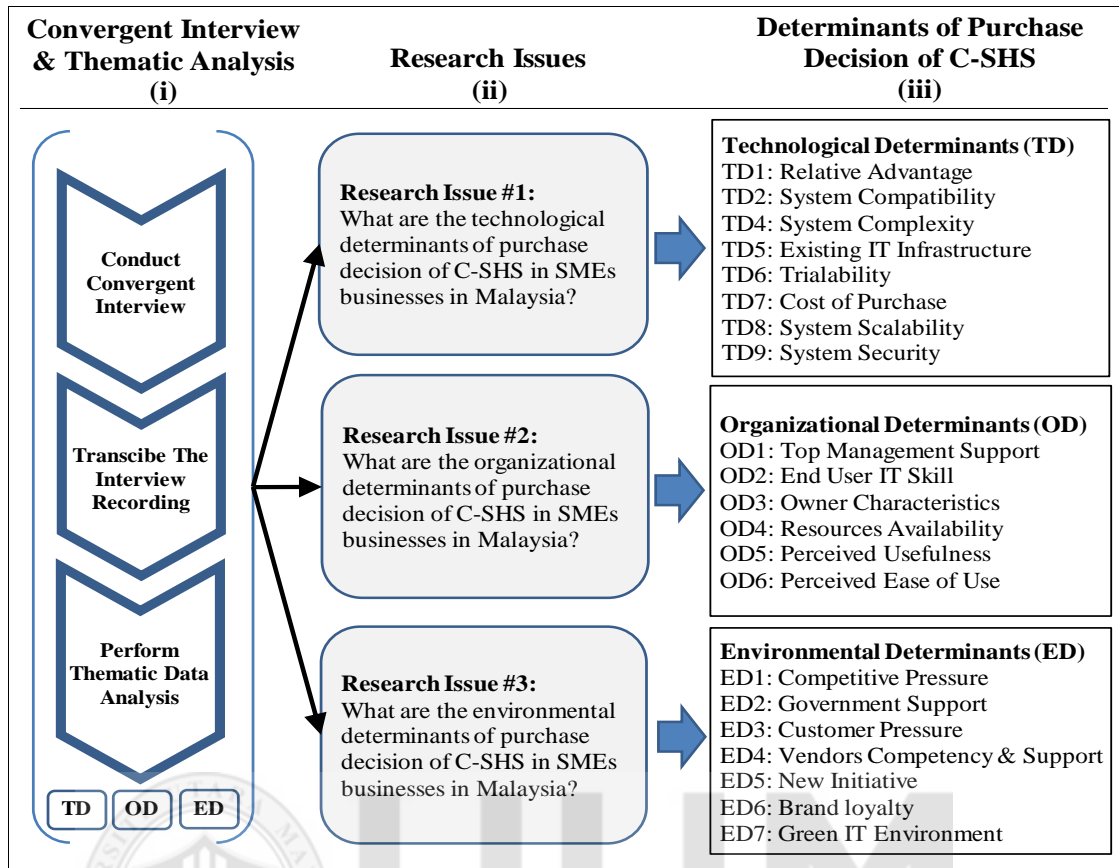 Convergent Interview
& Thematic Analysis
(i)
Research Issues
(ii)
Determinants of Purchase
Decision of C-SHS
(iii)
Conduct
Convergent
Interview
Transcibe The
Interview
Recording
Perform
Thematic Data
Analysis
TD
OD
ED
Research Issue #1:
What are the technological
determinants of purchase
decision of C-SHS in SMEs
businesses in Malaysia?
Research Issue #2:
What are the organizational
determinants of purchase
decision of C-SHS in SMEs
businesses in Malaysia?
Research Issue #3:
What are the environmental
determinants of purchase
decision of C-SHS in SMEs
businesses in Malaysia?
Technological Determinants (TD)
TD1: Relative Advantage
TD2: System Compatibility
TD4: System Complexity
TD5: Existing IT Infrastructure
TD6: Trialability
TD7: Cost of Purchase
TD8: System Scalability
TD9: System Security
Organizational Determinants (OD)
OD1: Top Management Support
OD2: End User IT Skill
OD3: Owner Characteristics
OD4: Resources Availability
OD5: Perceived Usefulness
OD6: Perceived Ease of Use
Environmental Determinants (ED)
ED1: Competitive Pressure
ED2: Government Support
ED3: Customer Pressure
ED4: Vendors Competency & Support
ED5: New Initiative
ED6: Brand loyalty
ED7: Green IT Environment